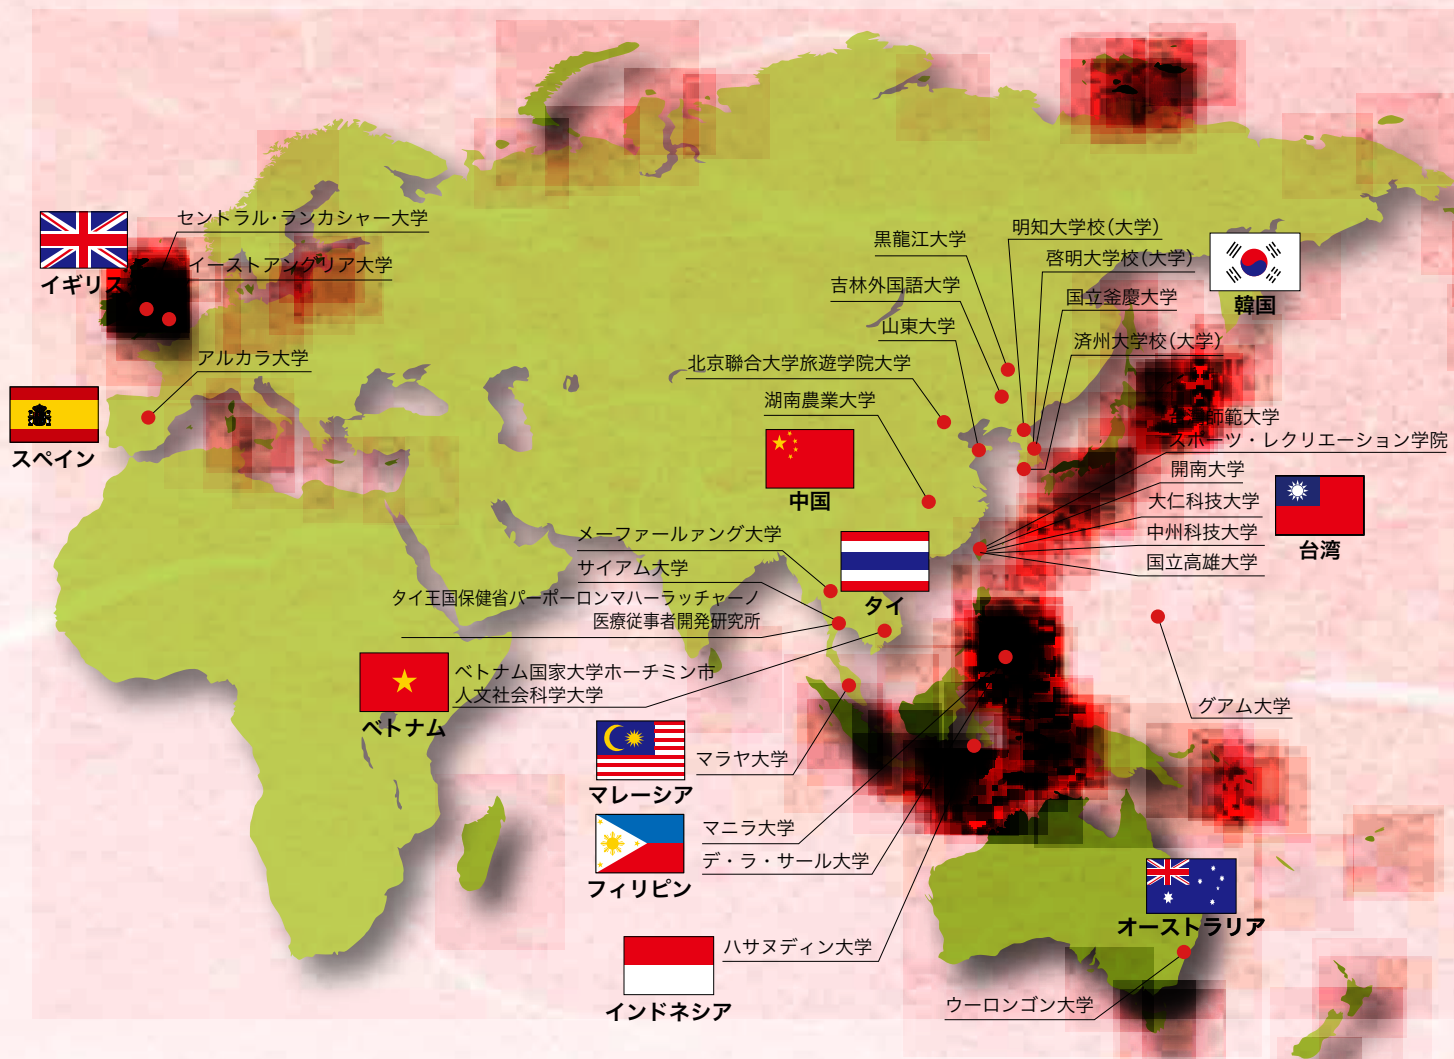 セントラル・ランカシャー大学
イギリス
イーストアングリア大学
アルカラ大学
スペイン
明知大学校(大学)
黒龍江大学
啓明大学校(大学)
吉林外国語大学
国立釜慶大学
韓国
山東大学
済州大学校(大学)
北京聯合大学旅遊学院大学
湖南農業大学
中国
師範大学
スポーツ・レクリエーション学院
開南大学
大仁科技大学
中州科技大学
国立高雄大学
台湾
メーファールァング大学
サイアム大学
タイ王国保健省パーポーロンマハーラッチャーノ
医療従事者開発研究所
タイ
ベトナム国家大学ホーチミン市
人文社会科学大学
ベトナム
グアム大学
マラヤ大学
マレーシア
マニラ大学
デ・ラ・サール大学
フィリピン
オーストラリア
ハサヌディン大学
インドネシア
ウーロンゴン大学